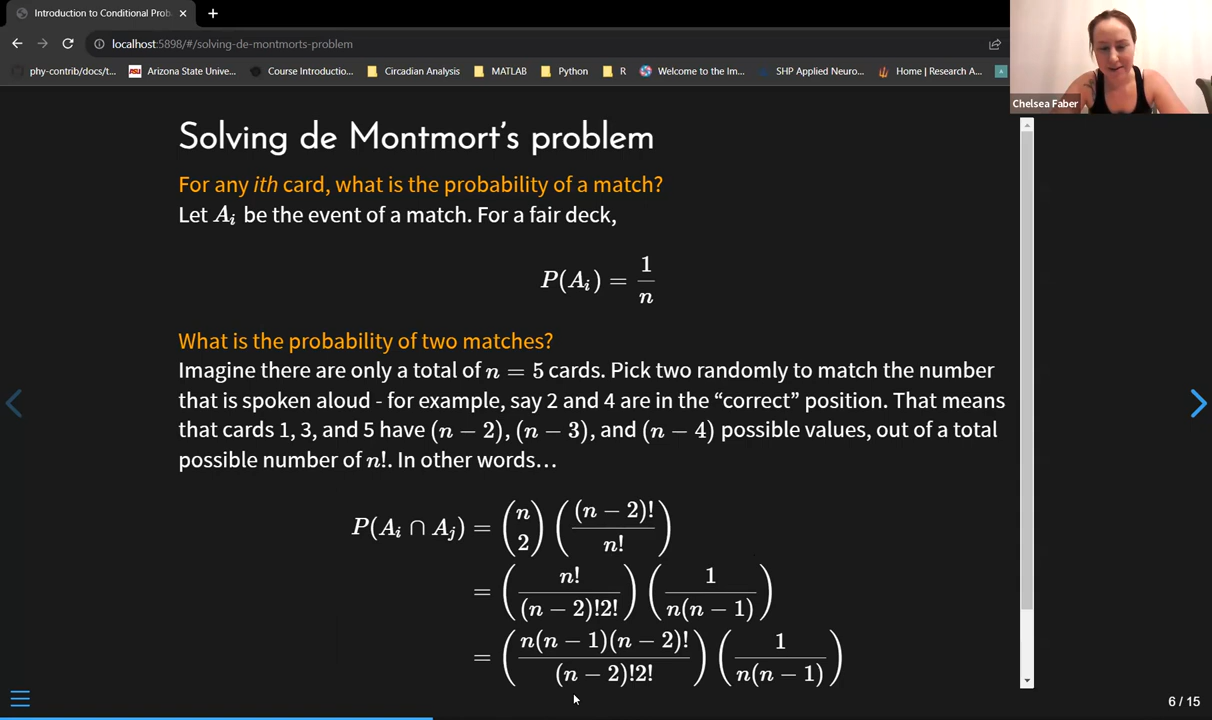 Introduction to Conditional Prob
localhost:5898/#/solving-de-montmorts-problem
phy-contrib/docs/t... Arizona State Unive... Course Introductio... Circadian Analysis MATLAB Python R Welcome to the Im... SHP Applied Neuro... Home | Research A...
Chelsea Faber
Solving de Montmort's problem
For any ith card, what is the probability of a match?
Let A_i be the event of a match. For a fair deck,
P(A_i) = 1/n
What is the probability of two matches?
Imagine there are only a total of n = 5 cards. Pick two randomly to match the number
that is spoken aloud - for example, say 2 and 4 are in the “correct” position. That means
that cards 1, 3, and 5 have (n − 2), (n − 3), and (n − 4) possible values, out of a total
possible number of n!. In other words…
P(A_i ∩ A_j) = (n 2) ((n − 2)! / n!)
= (n! / (n − 2)!2!) (1 / n(n − 1))
= (n(n − 1)(n − 2)! / (n − 2)!2!) (1 / n(n − 1))
6 / 15